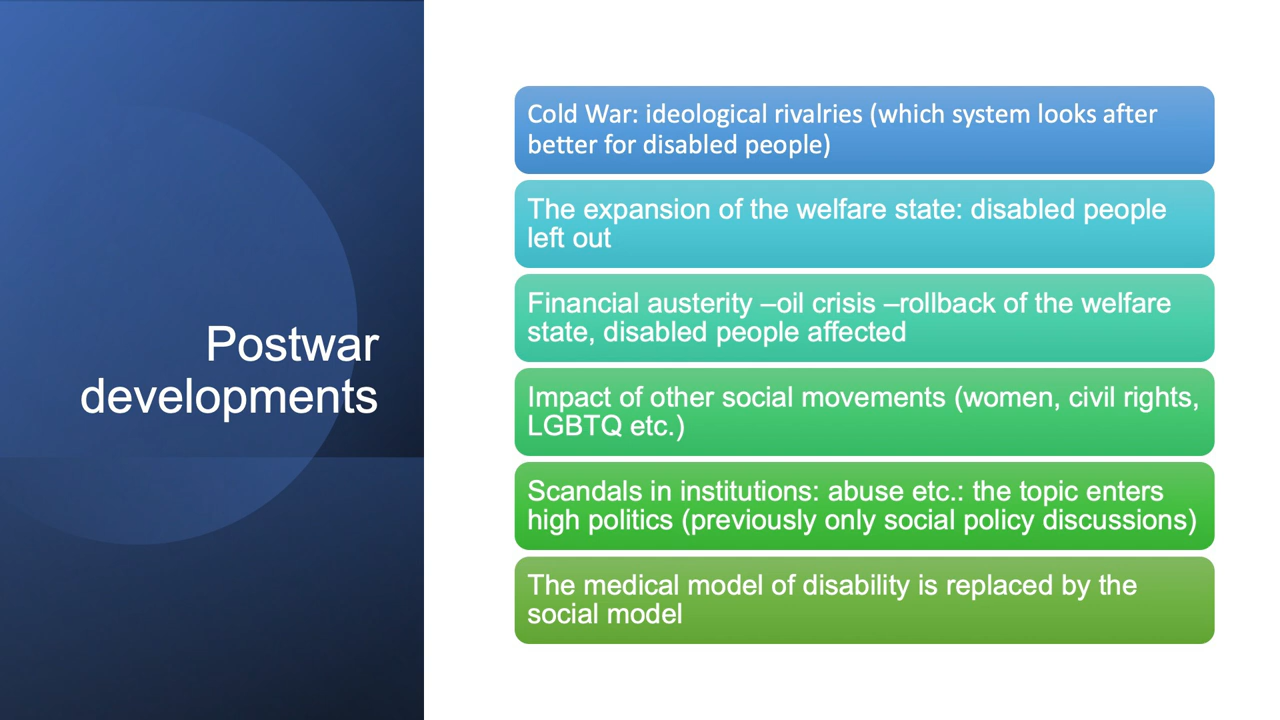 Postwar
developments
Cold War: ideological rivalries (which system looks after
better for disabled people)
The expansion of the welfare state: disabled people
left out
Financial austerity –oil crisis –rollback of the welfare
state, disabled people affected
Impact of other social movements (women, civil rights,
LGBTQ etc.)
Scandals in institutions: abuse etc.: the topic enters
high politics (previously only social policy discussions)
The medical model of disability is replaced by the
social model